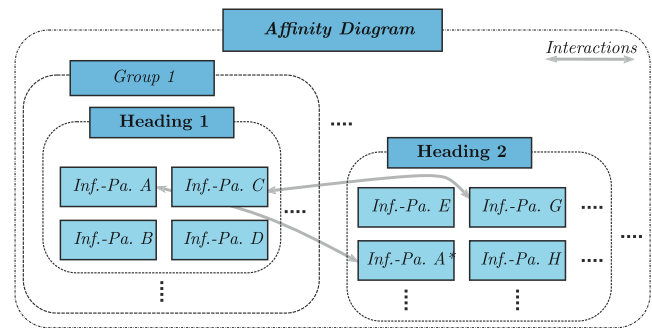 Affinity Diagram
Interactions
Group 1
Heading 1
Inf.-Pa. A
Inf.-Pa. C
Inf.-Pa. B
Inf.-Pa. D
....
....
Heading 2
Inf.-Pa. E
Inf.-Pa. G
....
Inf.-Pa. A*
Inf.-Pa. H
....
....